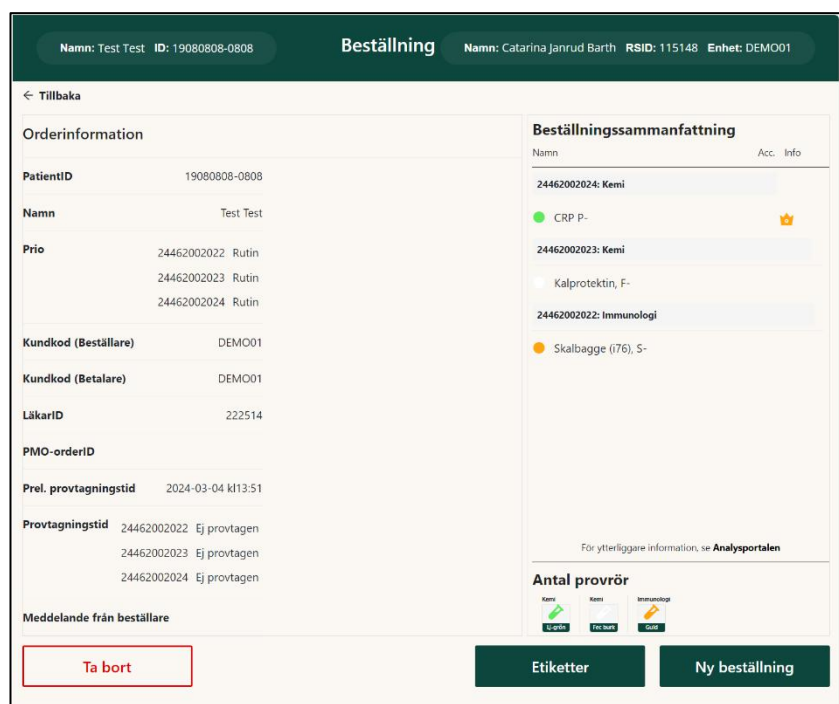 Namn: Test Test ID: 19080808-0808
Beställning
Namn: Catarina Janrud Barth RSID: 115148 Enhet: DEMO01
← Tillbaka
Orderinformation
PatientID 19080808-0808
Namn Test Test
Prio 24462002022 Rutin
24462002023 Rutin
24462002024 Rutin
Kundkod (Beställare) DEMO01
Kundkod (Betalare) DEMO01
LäkarID 222514
PMO-orderID
Prel. provtagningstid 2024-03-04 kl13:51
Provtagningstid 24462002022 Ej provtagen
24462002023 Ej provtagen
24462002024 Ej provtagen
Meddelande från beställare
Beställningssammanfattning
Namn Acc. Info
24462002024: Kemi
CRP P-
24462002023: Kemi
Kalprotektin, F-
24462002022: Immunologi
Skalbagge (i76), S-
För ytterliggare information, se Analysportalen
Antal provrör
Kemi Kemi Immunologi
Lj-grön Fec burk Guld
Ta bort
Etiketter
Ny beställning